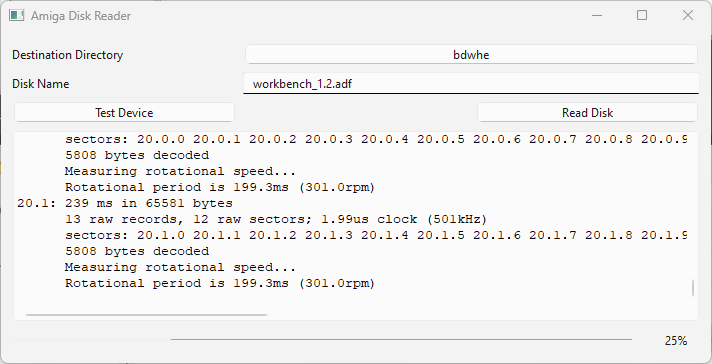 Amiga Disk Reader
Destination Directory bdwhe
Disk Name workbench_1.2.adf
Test Device Read Disk
sectors: 20.0.0 20.0.1 20.0.2 20.0.3 20.0.4 20.0.5 20.0.6 20.0.7 20.0.8 20.0.9
5808 bytes decoded
Measuring rotational speed...
Rotational period is 199.3ms (301.0rpm)
20.1: 239 ms in 65581 bytes
13 raw records, 12 raw sectors; 1.99us clock (501kHz)
sectors: 20.1.0 20.1.1 20.1.2 20.1.3 20.1.4 20.1.5 20.1.6 20.1.7 20.1.8 20.1.9
5808 bytes decoded
Measuring rotational speed...
Rotational period is 199.3ms (301.0rpm)
25%